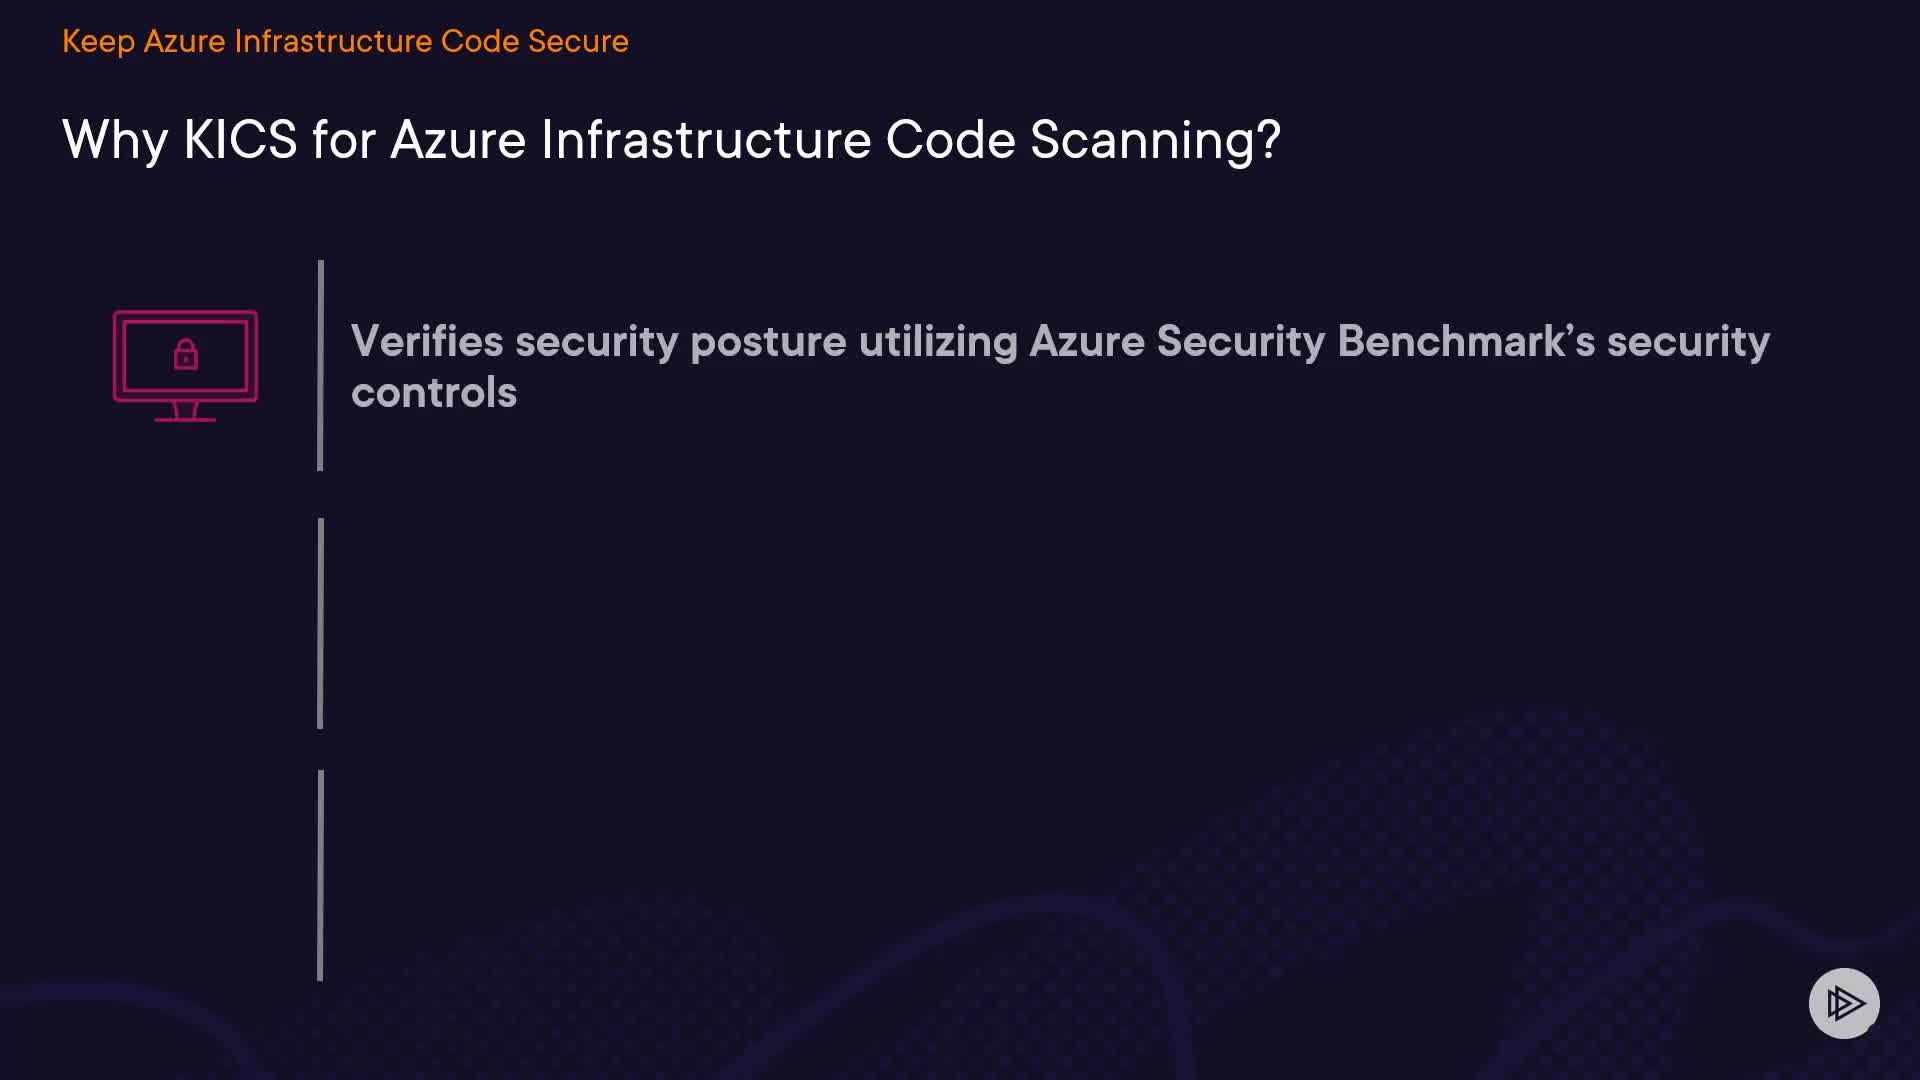 Keep Azure Infrastructure Code Secure
Why KICS for Azure Infrastructure Code Scanning?
Verifies security posture utilizing Azure Security Benchmark’s security
controls